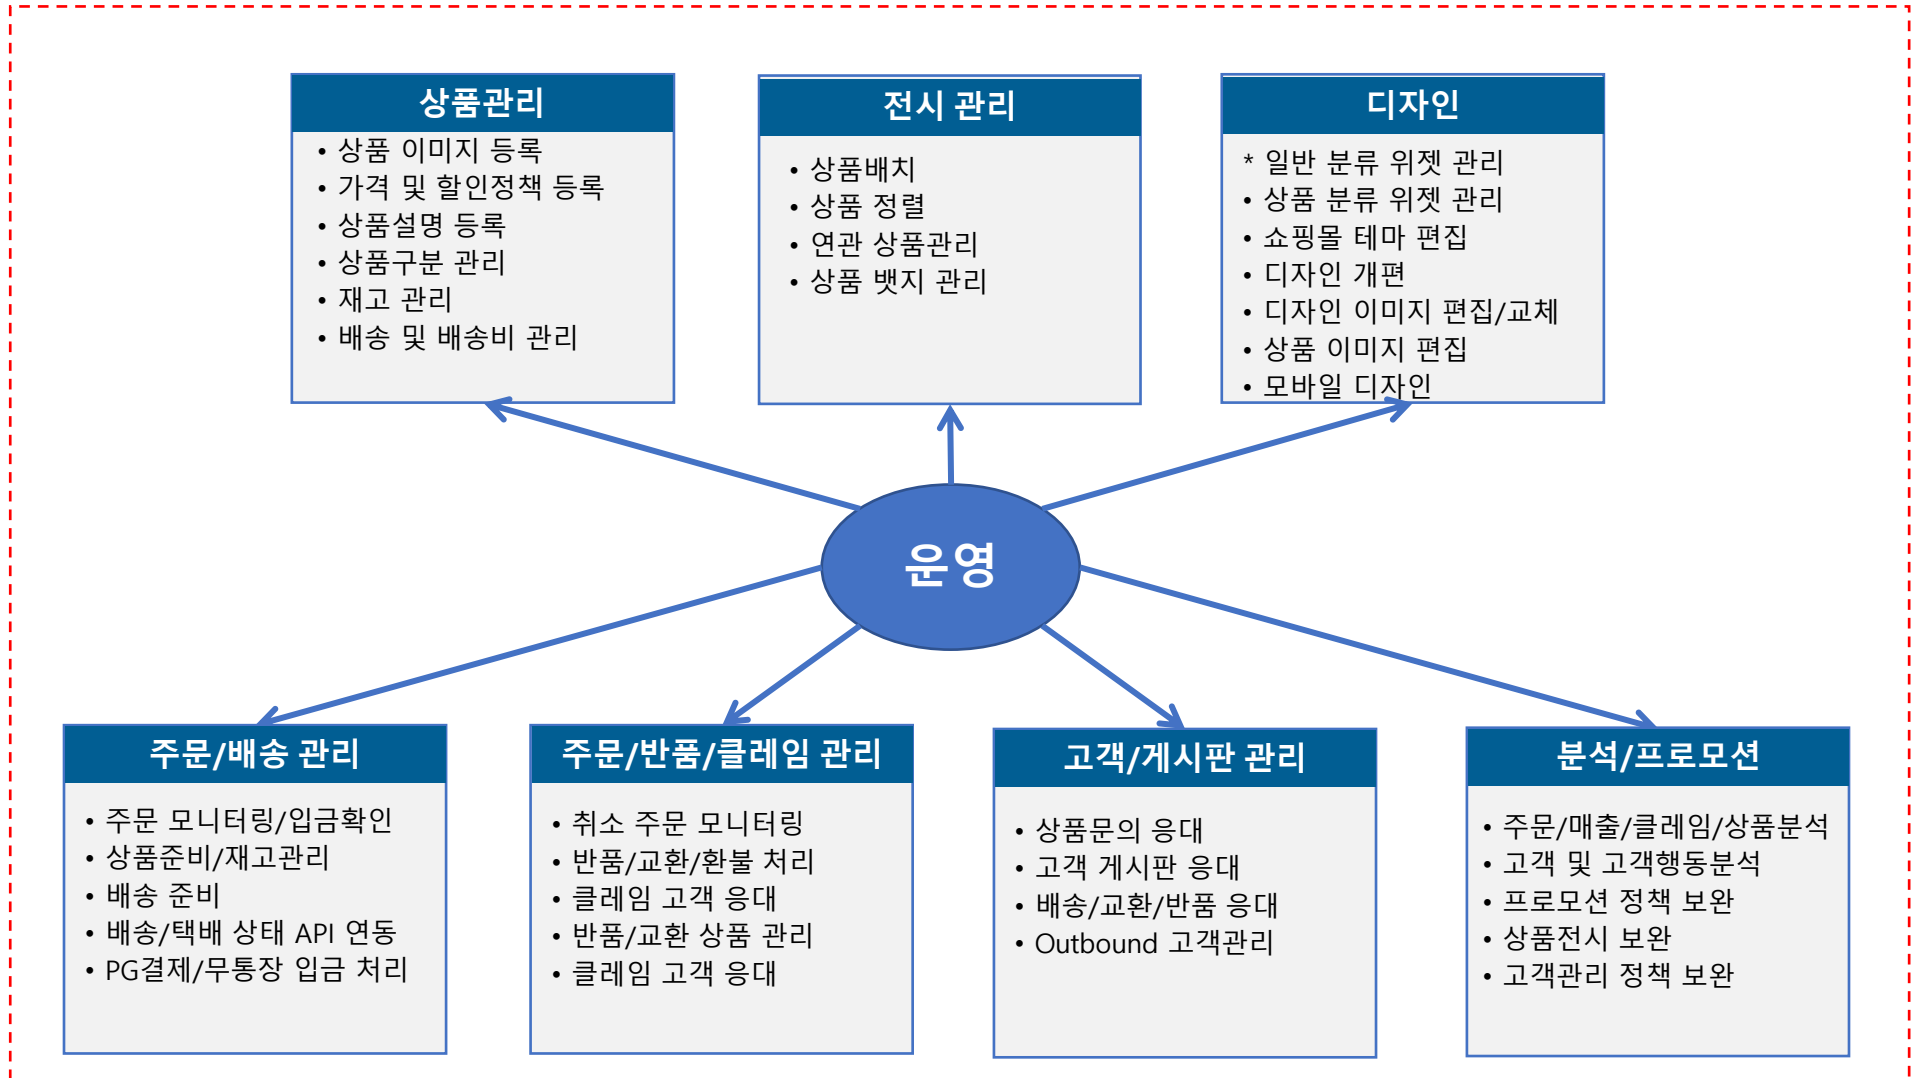 상품관리
• 상품 이미지 등록
• 가격 및 할인정책 등록
• 상품설명 등록
• 상품구분 관리
• 재고 관리
• 배송 및 배송비 관리
전시 관리
• 상품배치
• 상품 정렬
• 연관 상품관리
• 상품 뱃지 관리
디자인
* 일반 분류 위젯 관리
• 상품 분류 위젯 관리
• 쇼핑몰 테마 편집
• 디자인 개편
• 디자인 이미지 편집/교체
• 상품 이미지 편집
• 모바일 디자인
운영
주문/배송 관리
• 주문 모니터링/입금확인
• 상품준비/재고관리
• 배송 준비
• 배송/택배 상태 API 연동
• PG결제/무통장 입금 처리
주문/반품/클레임 관리
• 취소 주문 모니터링
• 반품/교환/환불 처리
• 클레임 고객 응대
• 반품/교환 상품 관리
• 클레임 고객 응대
고객/게시판 관리
• 상품문의 응대
• 고객 게시판 응대
• 배송/교환/반품 응대
• Outbound 고객관리
분석/프로모션
• 주문/매출/클레임/상품분석
• 고객 및 고객행동분석
• 프로모션 정책 보완
• 상품전시 보완
• 고객관리 정책 보완